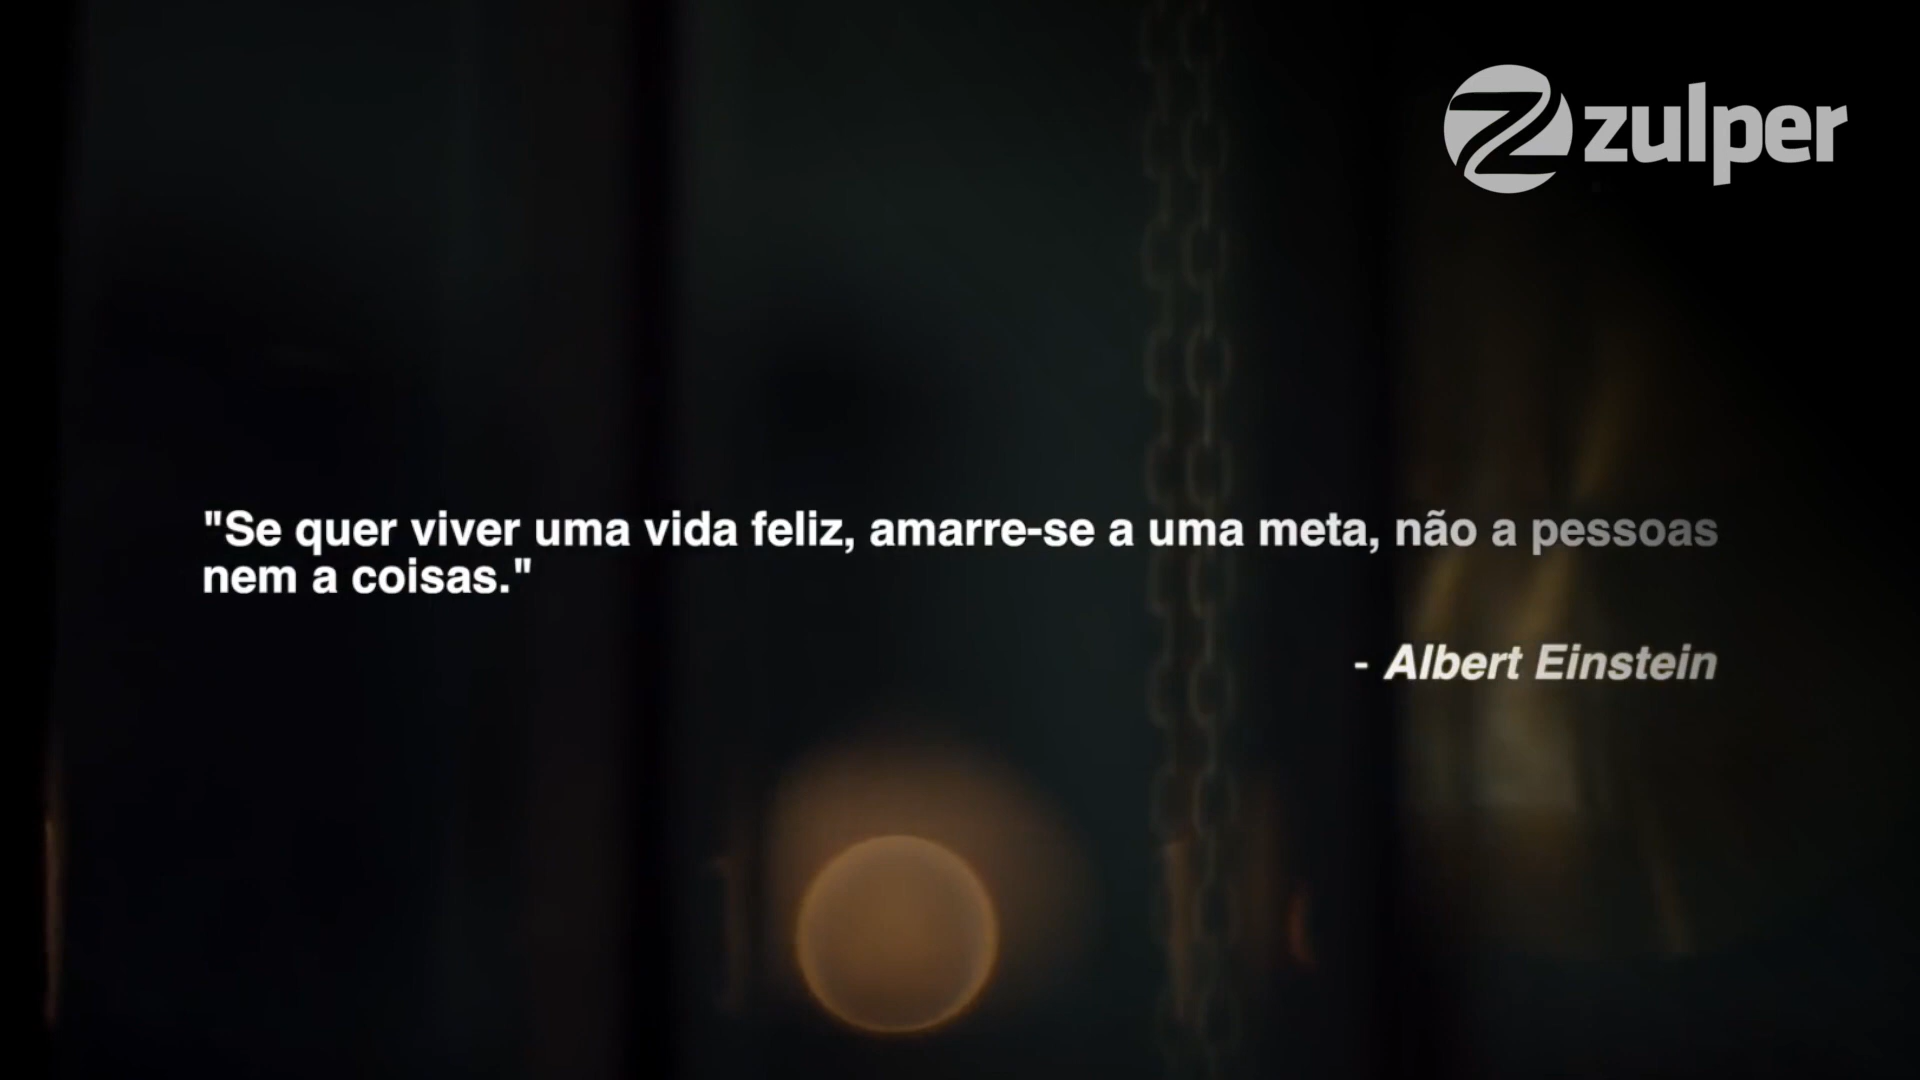 zulper
"Se quer viver uma vida feliz, amarre-se a uma meta, não a pessoas
nem a coisas."
- Albert Einstein